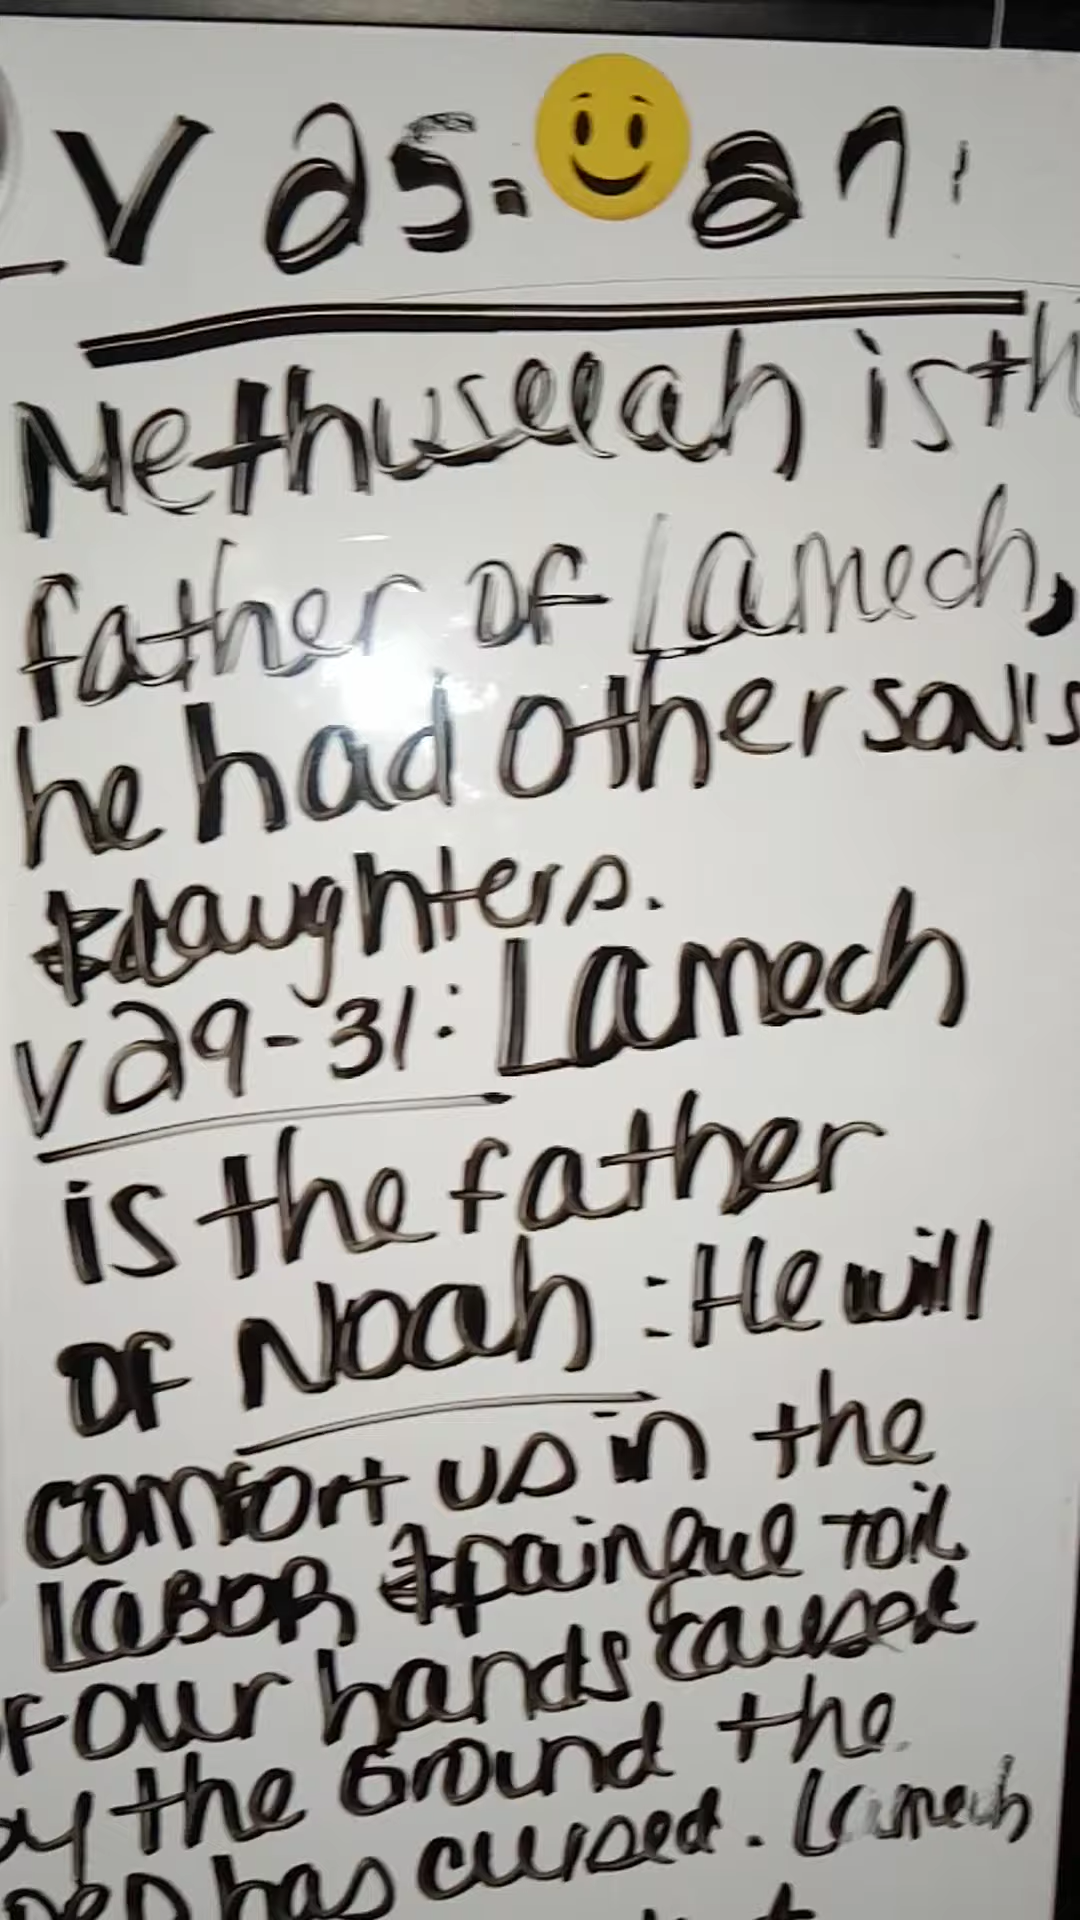 V 25-27:
Methuselah is th
father of Lamech,
he had other son's
& daughters.
V 29-31: Lamech
is the father
of Noah: He will
comfort us in the
labor & painful toil
of our hands caused
by the Ground the
has cursed. Lamech